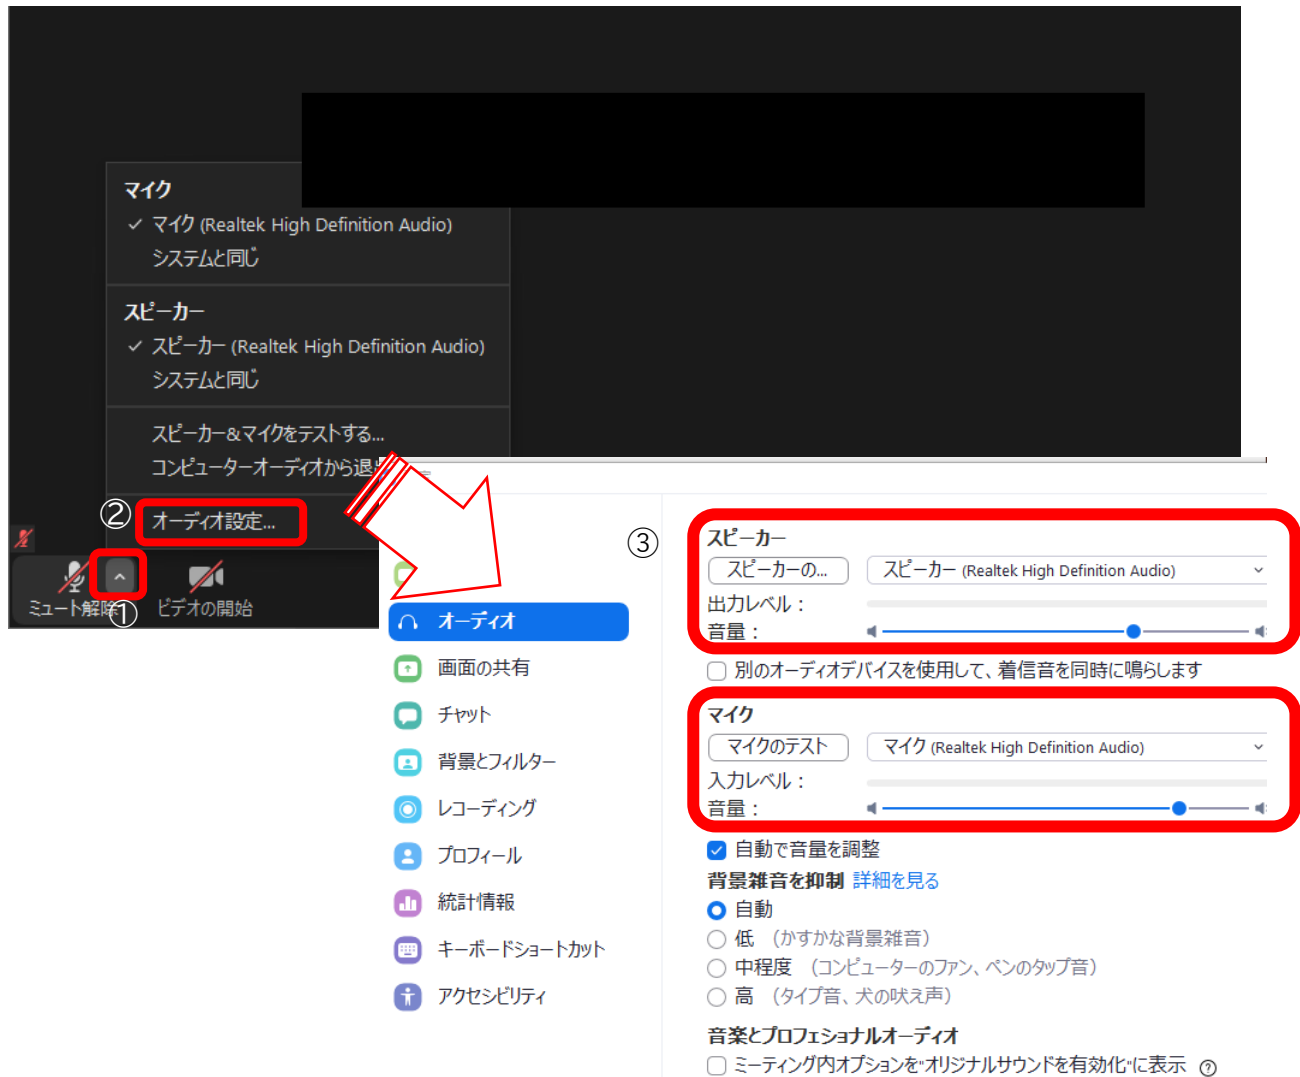 マイク
マイク (Realtek High Definition Audio)
システムと同じ
スピーカー
スピーカー (Realtek High Definition Audio)
システムと同じ
スピーカー&マイクをテストする...
コンピューターオーディオから退
② オーディオ設定...
ミュート解除
①
ビデオの開始
オーディオ
画面の共有
チャット
背景とフィルター
レコーディング
プロフィール
統計情報
キーボードショートカット
アクセシビリティ
③
スピーカー
スピーカーの... スピーカー (Realtek High Definition Audio)
出力レベル：
音量：
別のオーディオデバイスを使用して、着信音を同時に鳴らします
マイク
マイクのテスト マイク (Realtek High Definition Audio)
入力レベル：
音量：
自動で音量を調整
背景雑音を抑制 詳細を見る
自動
低 （かすかな背景雑音）
中程度 （コンピューターのファン、ペンのタップ音）
高 （タイプ音、犬の吠え声）
音楽とプロフェショナルオーディオ
ミーティング内オプションを"オリジナルサウンドを有効化"に表示